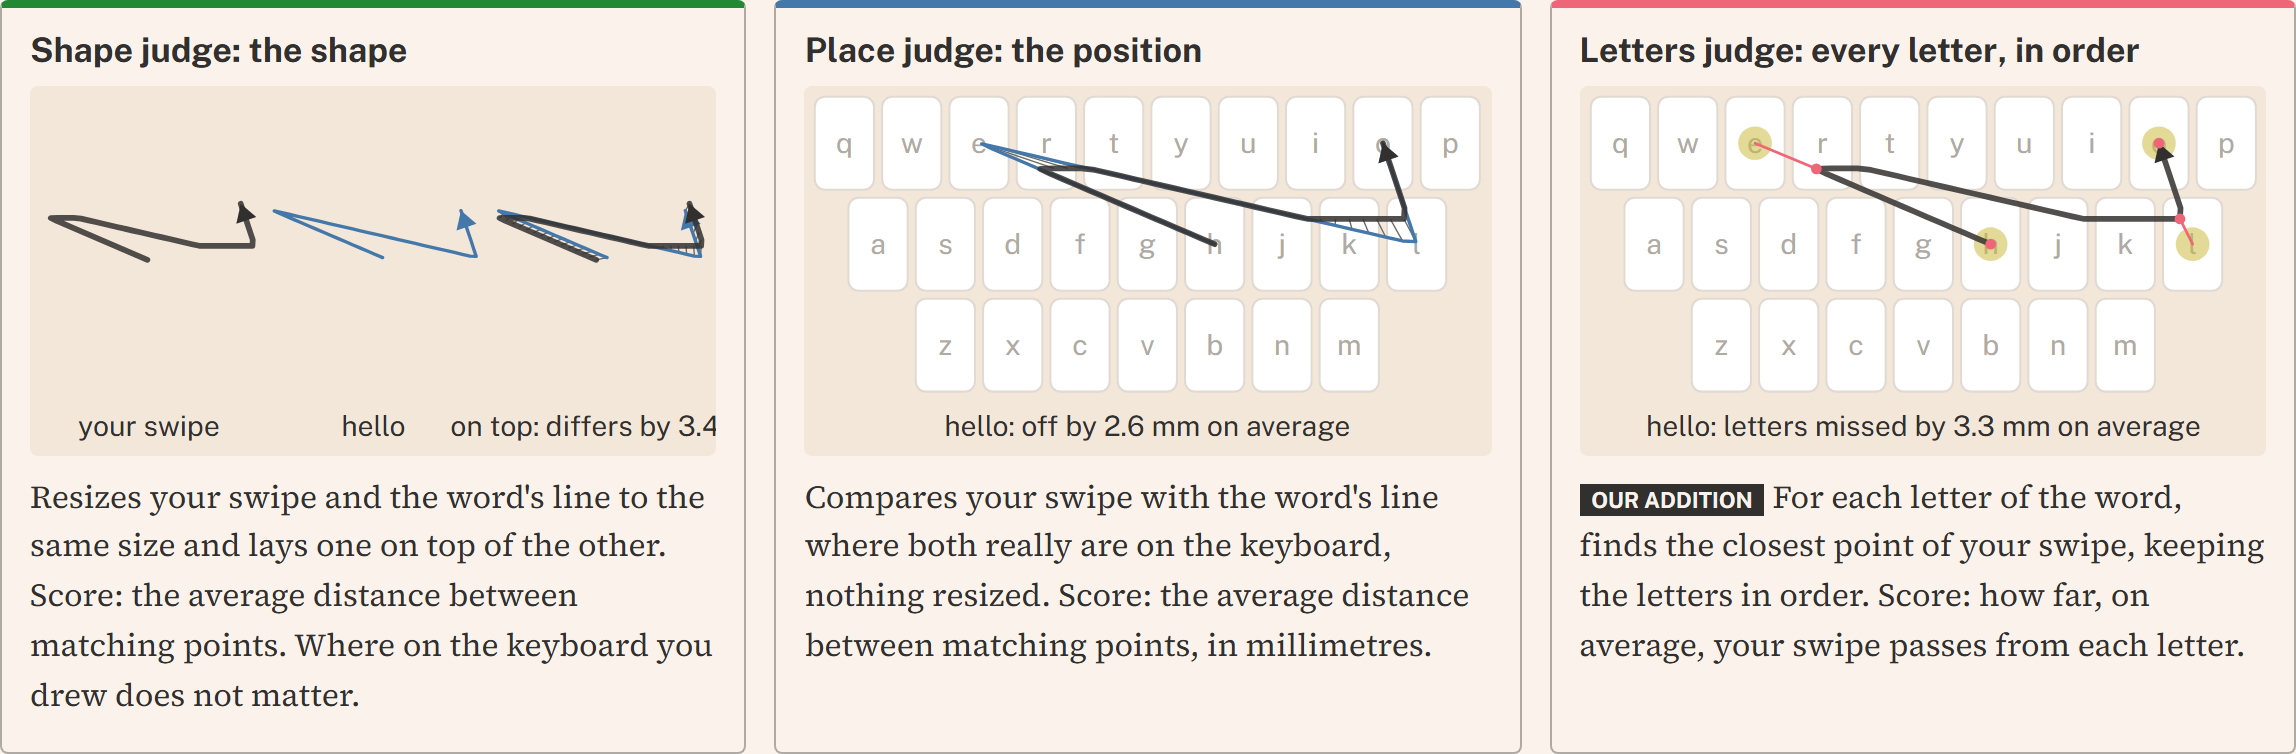 Shape judge: the shape
your swipe hello on top: differs by 3.4
Resizes your swipe and the word's line to the
same size and lays one on top of the other.
Score: the average distance between
matching points. Where on the keyboard you
drew does not matter.
Place judge: the position
q w e r t y u i o p
a s d f g h j k l
z x c v b n m
hello: off by 2.6 mm on average
Compares your swipe with the word's line
where both really are on the keyboard,
nothing resized. Score: the average distance
between matching points, in millimetres.
Letters judge: every letter, in order
q w e r t y u i p
a s d f g h j k l
z x c v b n m
hello: letters missed by 3.3 mm on average
OUR ADDITION For each letter of the word,
finds the closest point of your swipe, keeping
the letters in order. Score: how far, on
average, your swipe passes from each letter.